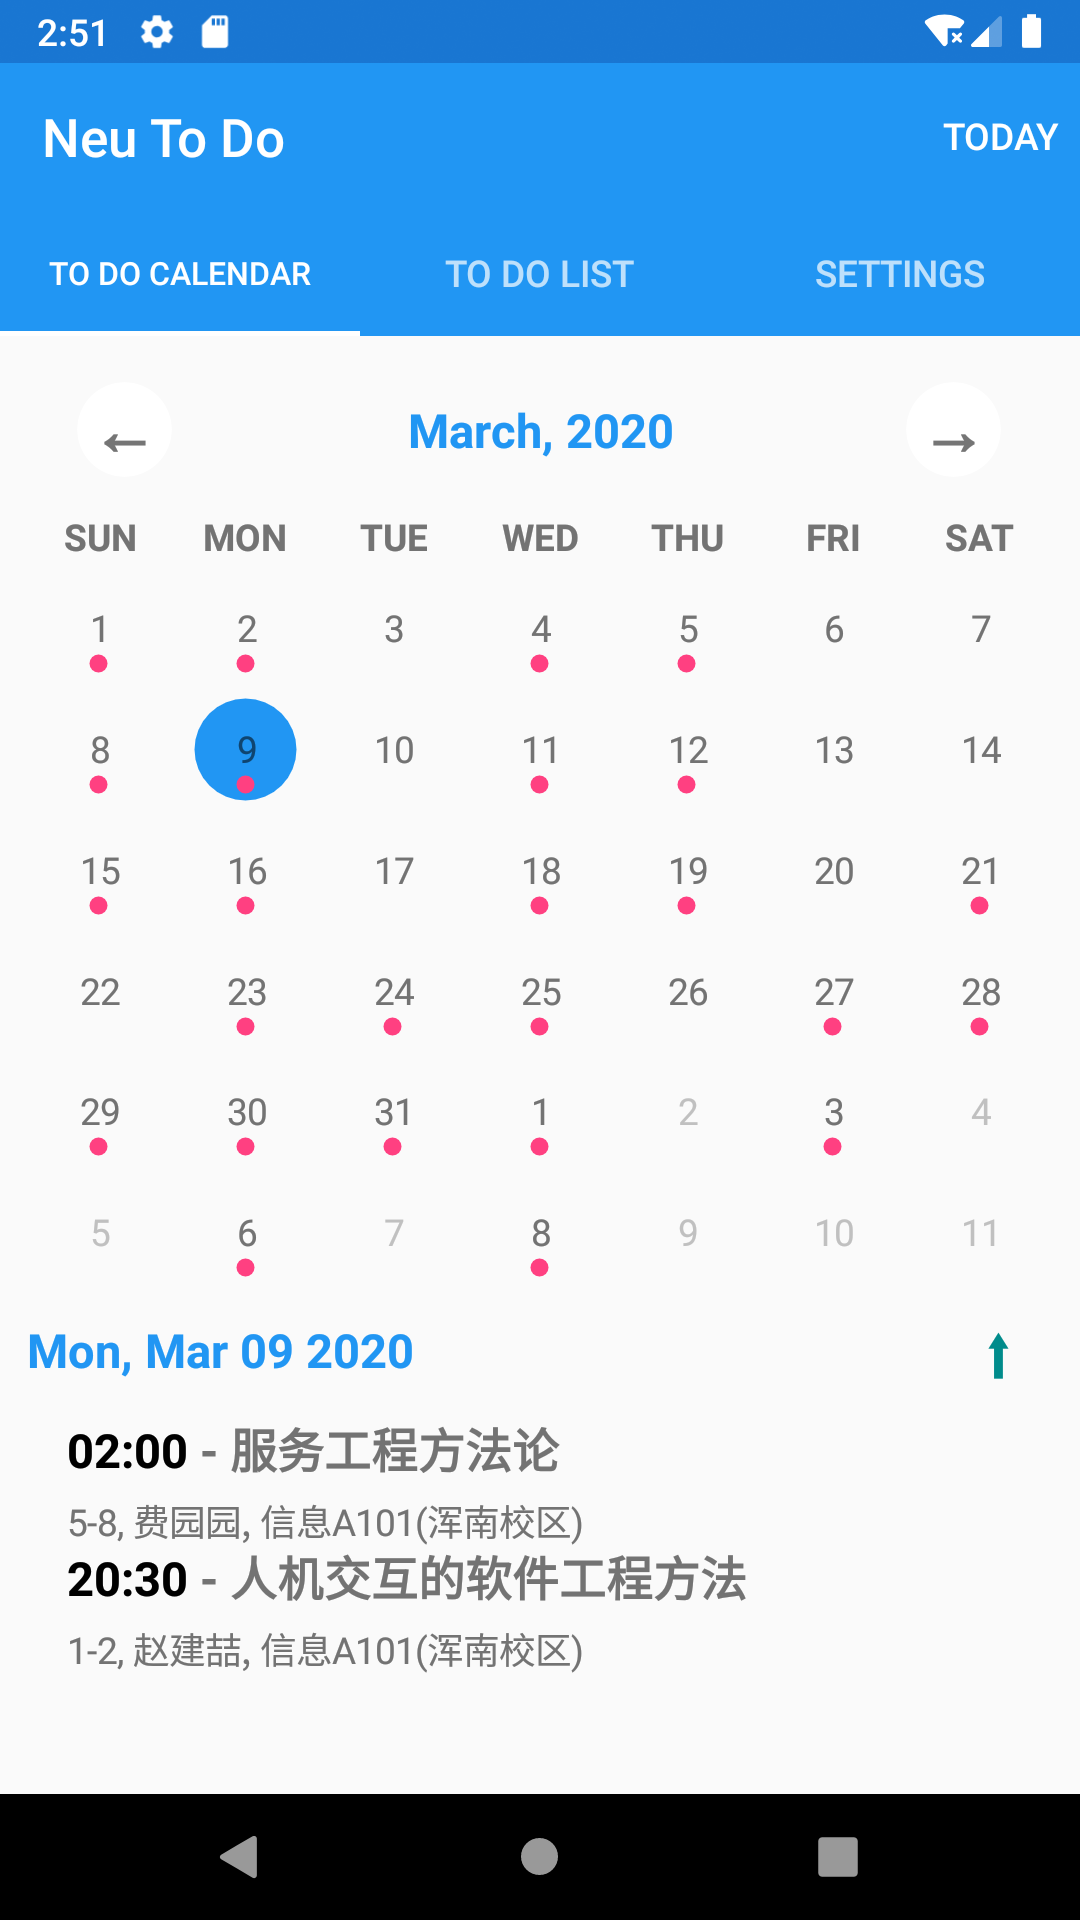 2:51
Neu To Do
TODAY
TO DO CALENDAR TO DO LIST SETTINGS
← March, 2020 →
SUN MON TUE WED THU FRI SAT
1 2 3 4 5 6 7
8 9 10 11 12 13 14
15 16 17 18 19 20 21
22 23 24 25 26 27 28
29 30 31 1 2 3 4
5 6 7 8 9 10 11
Mon, Mar 09 2020
02:00 - 服务工程方法论
5-8, 费园园, 信息A101(浑南校区)
20:30 - 人机交互的软件工程方法
1-2, 赵建喆, 信息A101(浑南校区)